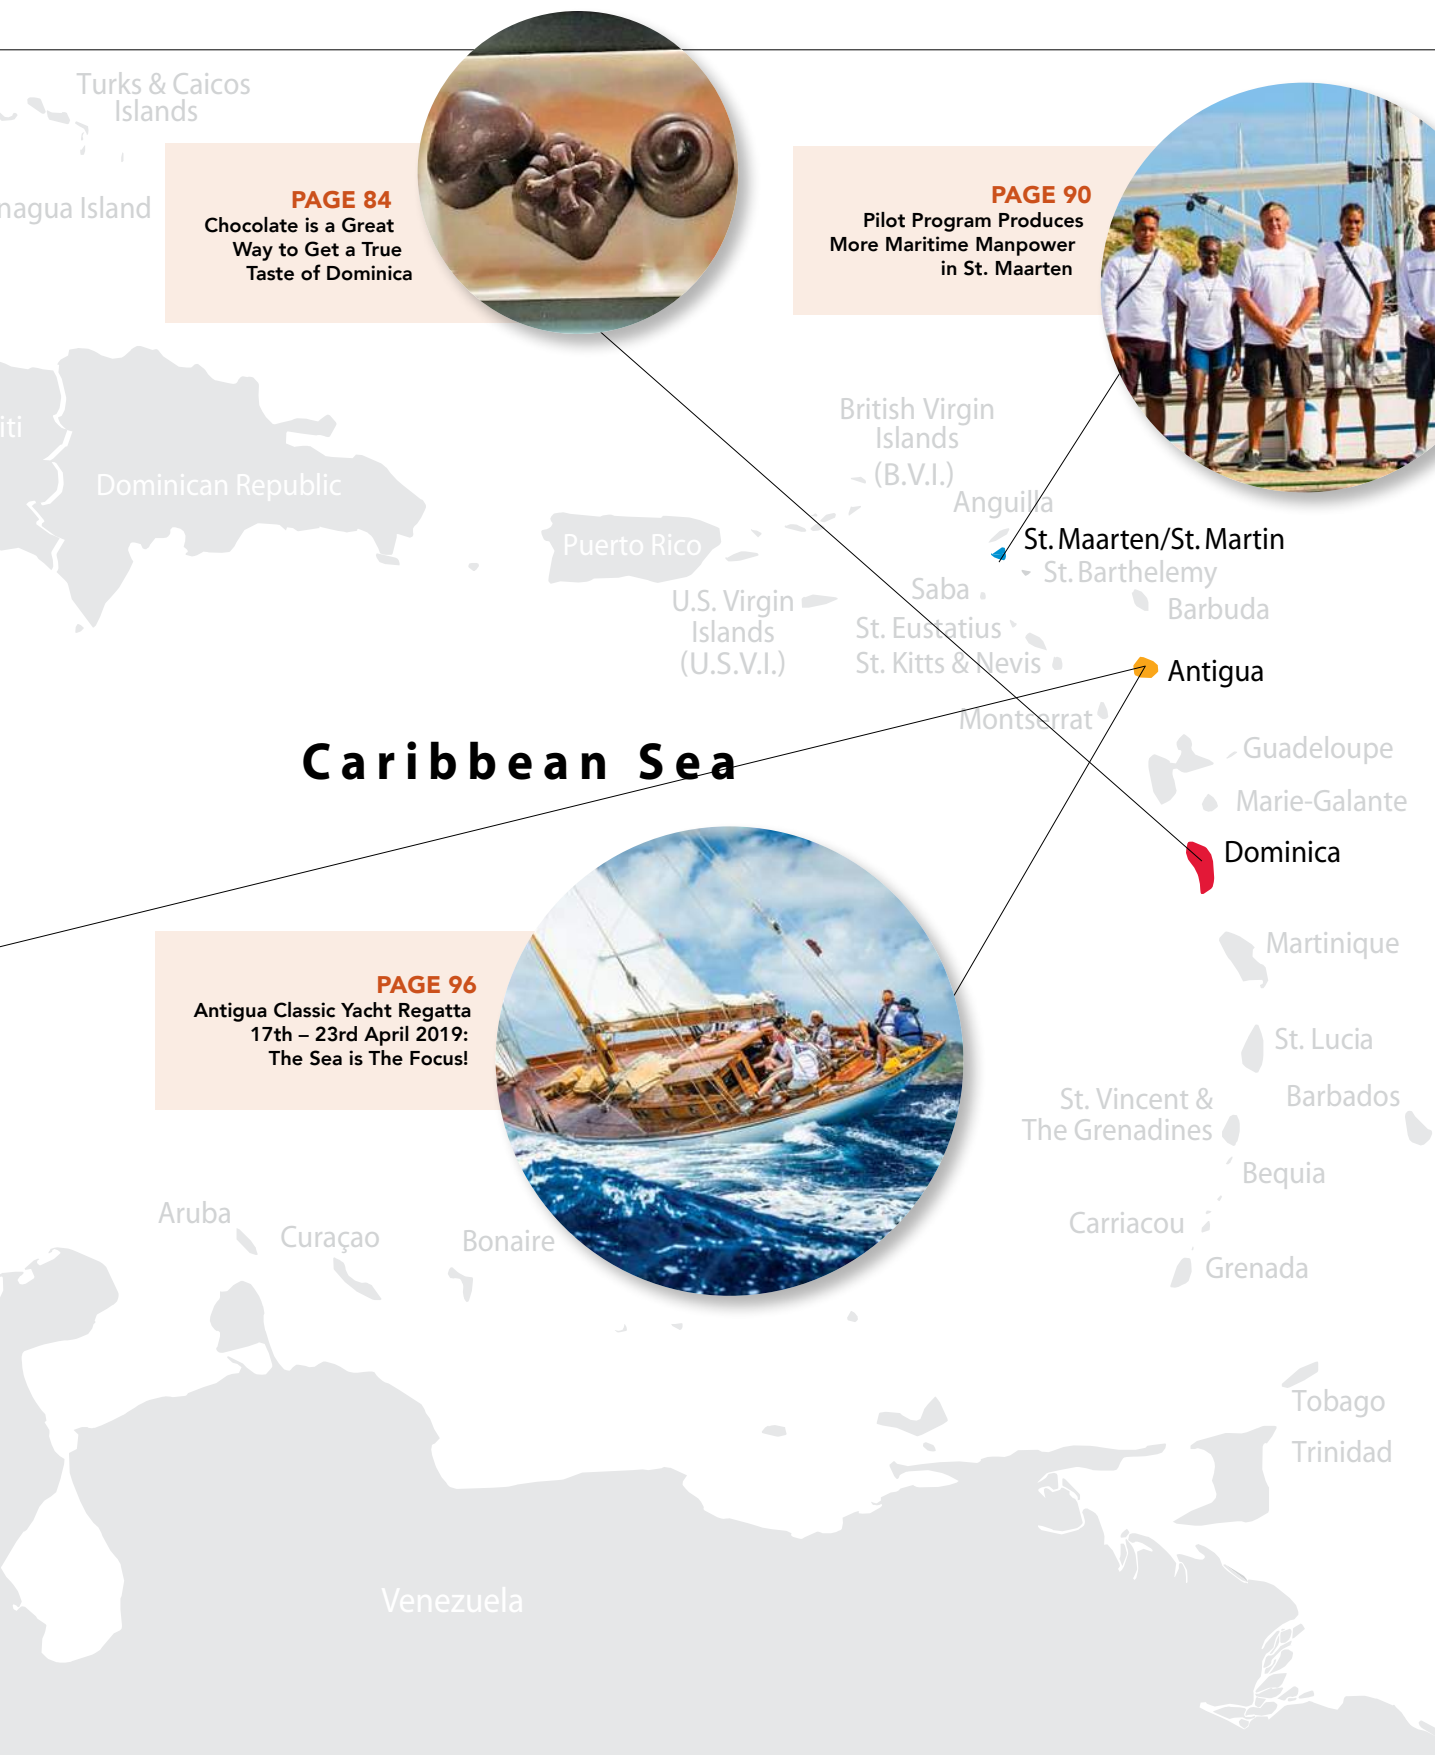 Turks & Caicos
Islands
nagua Island
PAGE 84
Chocolate is a Great
Way to Get a True
Taste of Dominica
PAGE 90
Pilot Program Produces
More Maritime Manpower
in St. Maarten
iti
Dominican Republic
Puerto Rico
British Virgin
Islands
(B.V.I.)
Anguilla
St. Maarten/St. Martin
St. Barthelemy
Saba
Barbuda
U.S. Virgin
Islands
(U.S.V.I.)
St. Eustatius
St. Kitts & Nevis
Antigua
Montserrat
Caribbean Sea
Guadeloupe
Marie-Galante
Dominica
Martinique
PAGE 96
Antigua Classic Yacht Regatta
17th – 23rd April 2019:
The Sea is The Focus!
St. Lucia
St. Vincent &
The Grenadines
Barbados
Bequia
Carriacou
Grenada
Aruba
Curaçao
Bonaire
Tobago
Trinidad
Venezuela